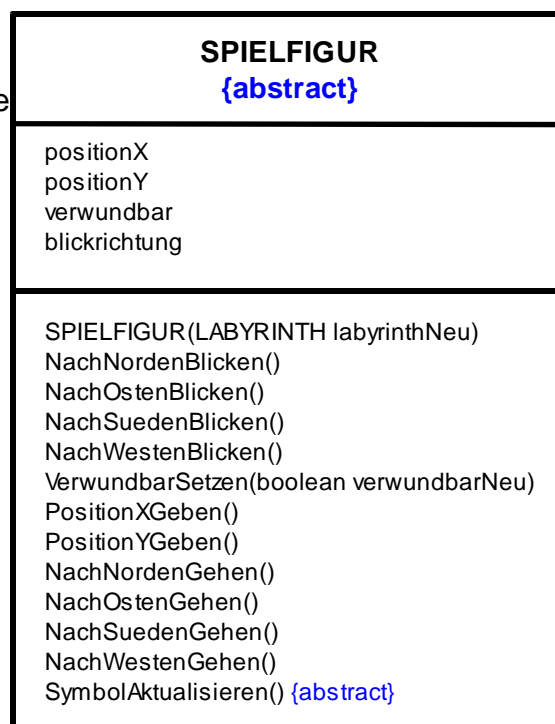 SPIELFIGUR
{abstract}
e
positionX
positionY
verwundbar
blickrichtung
SPIELFIGUR(LABYRINTH labyrinthNeu)
NachNordenBlicken()
NachOstenBlicken()
NachSuedenBlicken()
NachWestenBlicken()
VerwundbarSetzen(boolean verwundbarNeu)
PositionXGeben()
PositionYGeben()
NachNordenGehen()
NachOstenGehen()
NachSuedenGehen()
NachWestenGehen()
SymbolAktualisieren() {abstract}